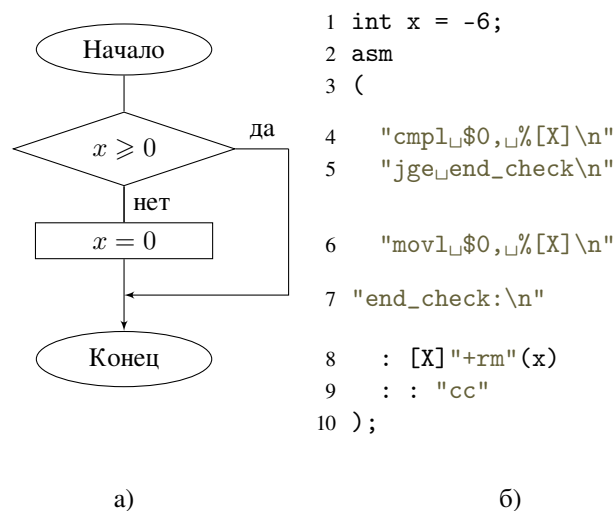 Начало
x ⩾ 0
да
нет
x = 0
Конец
а)
1 int x = -6;
2 asm
3 (
4 "cmpl␣$0,␣%[X]\n"
5 "jge␣end_check\n"
6 "movl␣$0,␣%[X]\n"
7 "end_check:\n"
8 : [X]"+rm"(x)
9 : : "cc"
10 );
б)